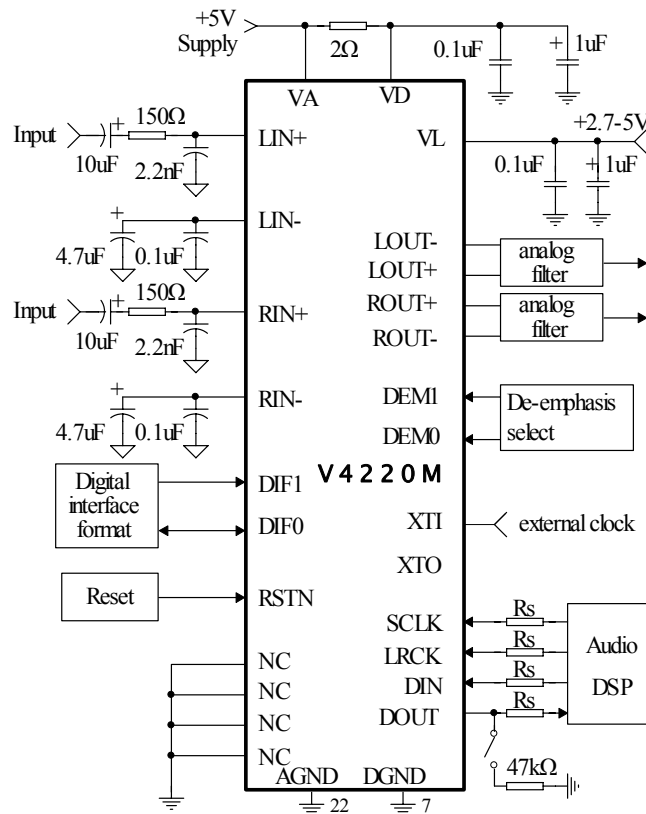 +5V
Supply
2Ω
0.1uF
+
1uF
VA
VD
Input
+
150Ω
10uF
2.2nF
LIN+
VL
+2.7-5V
0.1uF
+
1uF
+
LIN-
4.7uF
0.1uF
LOUT-
LOUT+
analog
filter
Input
+
150Ω
10uF
2.2nF
RIN+
ROUT+
ROUT-
analog
filter
+
RIN-
4.7uF
0.1uF
DEM1
DEM0
De-emphasis
select
V4220M
Digital
interface
format
DIF1
DIF0
XTI
external clock
XTO
Reset
RSTN
SCLK
Rs
LRCK
Rs
DIN
Rs
DOUT
Rs
Audio
DSP
NC
NC
NC
NC
47kΩ
AGND
DGND
22
7